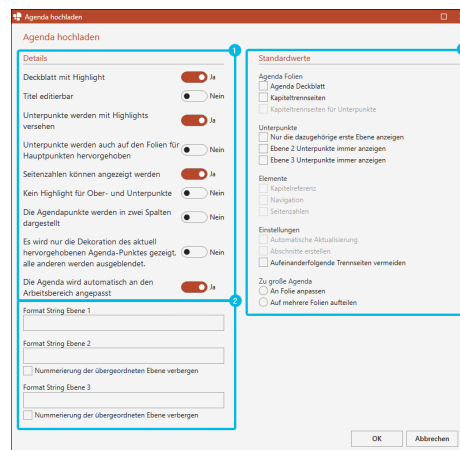 Agenda hochladen
Agenda hochladen
1
Details
Deckblatt mit Highlight
Ja
Titel editierbar
Nein
Unterpunkte werden mit Highlights
versehen
Ja
Unterpunkte werden auch auf den Folien für
Hauptpunkten hervorgehoben
Nein
Seitenzahlen können angezeigt werden
Ja
Kein Highlight für Ober- und Unterpunkte
Nein
Die Agendapunkte werden in zwei Spalten
dargestellt
Nein
Es wird nur die Dekoration des aktuell
hervorgehobenen Agenda-Punktes gezeigt,
alle anderen werden ausgeblendet.
Nein
Die Agenda wird automatisch an den
Arbeitsbereich angepasst
Ja
2
Format String Ebene 1
Format String Ebene 2
Nummerierung der übergeordneten Ebene verbergen
Format String Ebene 3
Nummerierung der übergeordneten Ebene verbergen
Standardwerte
Agenda Folien
Agenda Deckblatt
Kapiteltrennseiten
Kapiteltrennseiten für Unterpunkte
Unterpunkte
Nur die dazugehörige erste Ebene anzeigen
Ebene 2 Unterpunkte immer anzeigen
Ebene 3 Unterpunkte immer anzeigen
Elemente
Kapitelreferenz
Navigation
Seitenzahlen
Einstellungen
Automatische Aktualisierung
Abschnitte erstellen
Aufeinanderfolgende Trennseiten vermeiden
Zu große Agenda
An Folie anpassen
Auf mehrere Folien aufteilen
OK
Abbrechen